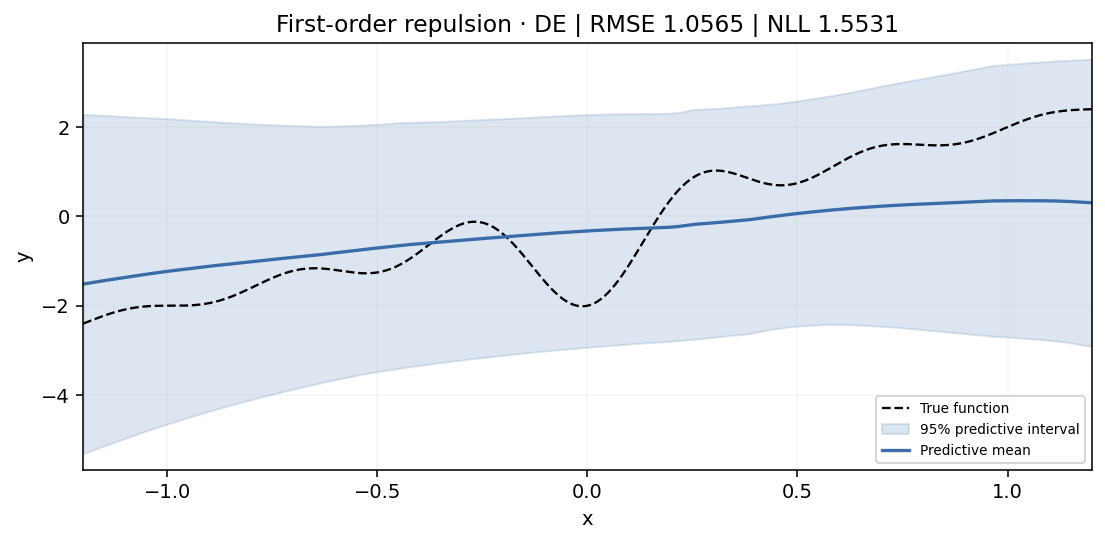 First-order repulsion · DE | RMSE 1.0565 | NLL 1.5531
y
2
0
−2
−4
True function
95% predictive interval
Predictive mean
−1.0 −0.5 0.0 0.5 1.0
x